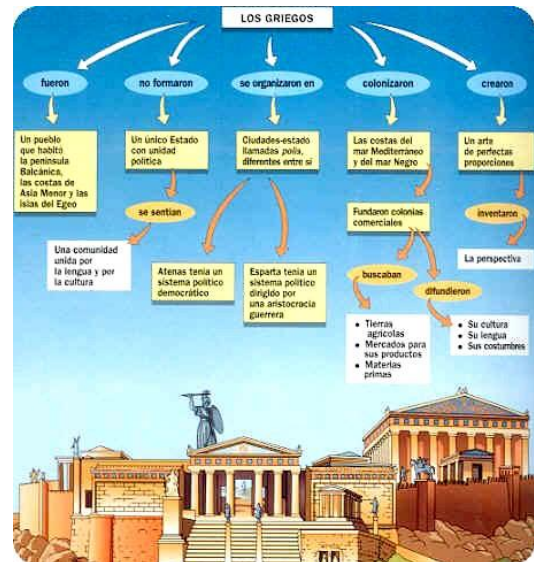 LOS GRIEGOS
fueron
no formaron
se organizaron en
colonizaron
crearon
Un pueblo
que habitó
la península
Balcánica,
las costas de
Asia Menor y las
islas del Egeo
Un único Estado
con unidad
política
Ciudades-estado
llamadas polis,
diferentes entre sí
Las costas del
mar Mediterráneo
y del mar Negro
Un arte
de perfectas
proporciones
se sentían
Fundaron colonias
comerciales
inventaron
Una comunidad
unida por
la lengua y por
la cultura
Atenas tenía un
sistema político
democrático
Esparta tenía un
sistema político
dirigido por
una aristocracia
guerrera
La perspectiva
buscaban
difundieron
• Tierras
agrícolas
• Mercados para
sus productos
• Materias
primas
• Su cultura
• Su lengua
• Sus costumbres